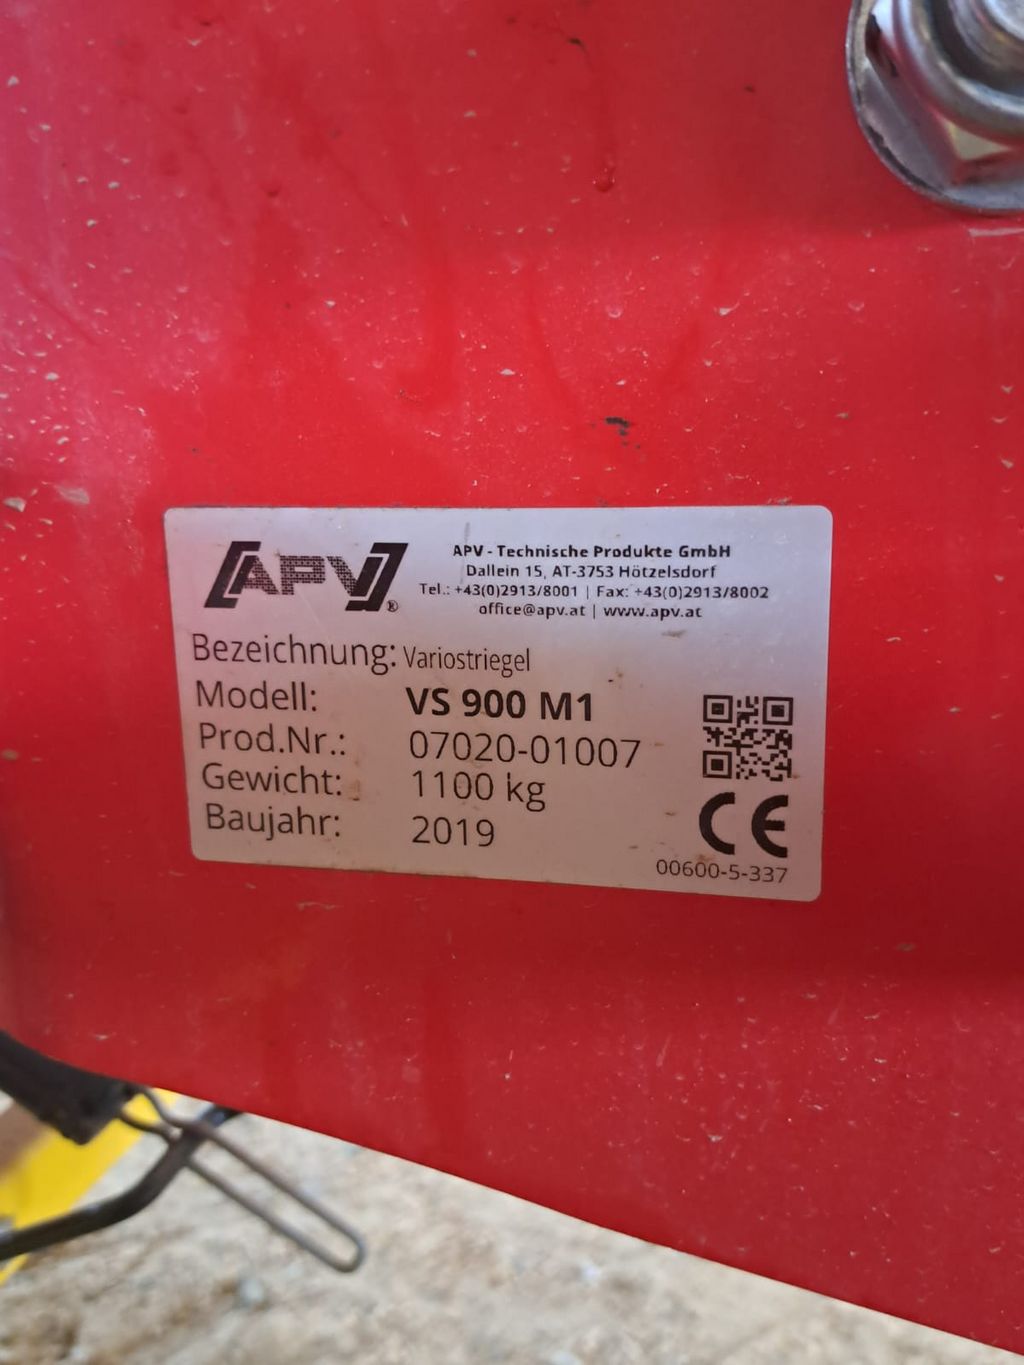 APV®
APV - Technische Produkte GmbH
Dallein 15, AT-3753 Hötzelsdorf
Tel.: +43(0)2913/8001 | Fax: +43(0)2913/8002
office@apv.at | www.apv.at
Bezeichnung: Variostriegel
Modell: VS 900 M1
Prod.Nr.: 07020-01007
Gewicht: 1100 kg
Baujahr: 2019
CE
00600-5-337